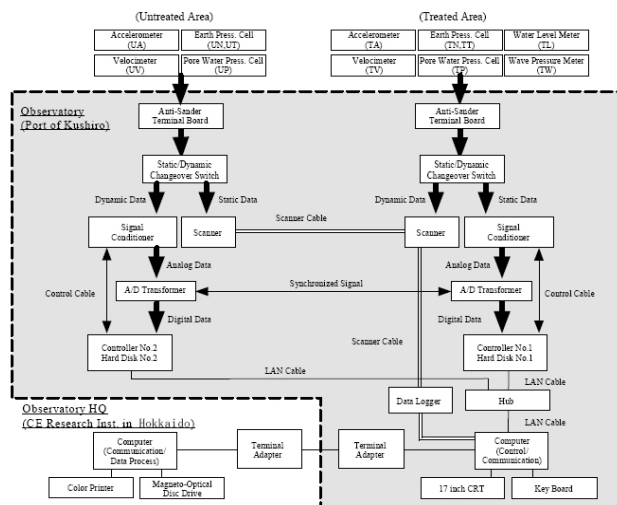 (Untreated Area)
(Treated Area)
Accelerometer
(UA)
Earth Press. Cell
(UN,UT)
Velocimeter
(UV)
Pore Water Press. Cell
(UP)
Accelerometer
(TA)
Earth Press. Cell
(TN,TT)
Water Level Meter
(TL)
Velocimeter
(TV)
Pore Water Press. Cell
(TP)
Wave Pressure Meter
(TW)
Observatory
(Port of Kushiro)
Anti-Sander
Terminal Board
Anti-Sander
Terminal Board
Static/Dynamic
Changeover Switch
Static/Dynamic
Changeover Switch
Dynamic Data
Static Data
Dynamic Data
Static Data
Signal
Conditioner
Scanner
Scanner Cable
Scanner
Signal
Conditioner
Analog Data
Analog Data
Control Cable
A/D Transformer
Synchronized Signal
A/D Transformer
Control Cable
Digital Data
Digital Data
Scanner Cable
Controller No.2
Hard Disk No.2
Controller No.1
Hard Disk No.1
LAN Cable
LAN Cable
Data Logger
Hub
LAN Cable
Observatory HQ
(CE Research Inst. in Hokkaido)
Computer
(Communication/
Data Process)
Terminal
Adapter
Terminal
Adapter
Computer
(Control/
Communication)
Color Printer
Magneto-Optical
Disc Drive
17 inch CRT
Key Board